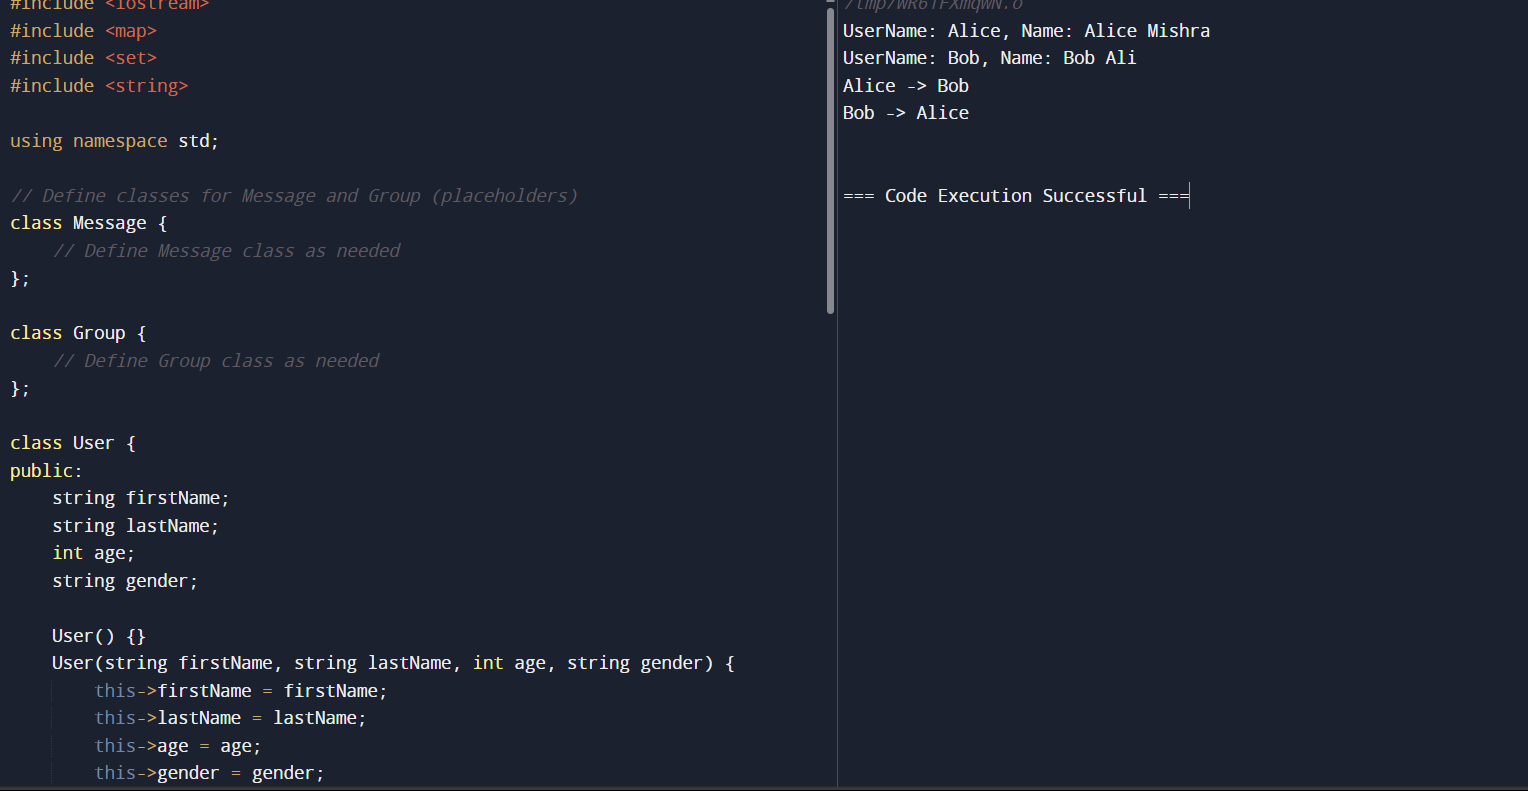 #include <iostream>
#include <map>
#include <set>
#include <string>
using namespace std;
// Define classes for Message and Group (placeholders)
class Message {
// Define Message class as needed
};
class Group {
// Define Group class as needed
};
class User {
public:
string firstName;
string lastName;
int age;
string gender;
User() {}
User(string firstName, string lastName, int age, string gender) {
this->firstName = firstName;
this->lastName = lastName;
this->age = age;
this->gender = gender;
UserName: Alice, Name: Alice Mishra
UserName: Bob, Name: Bob Ali
Alice -> Bob
Bob -> Alice
=== Code Execution Successful ===